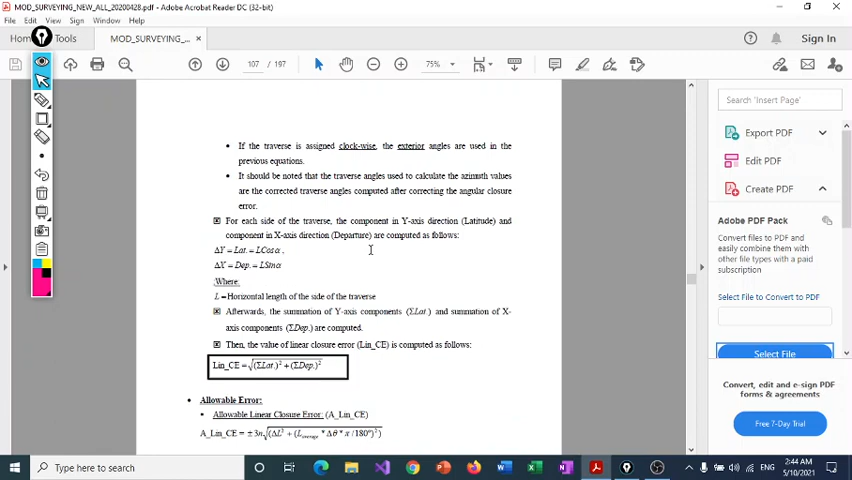 MOD_SURVEYING_NEW_ALL_20200428.pdf - Adobe Acrobat Reader DC (32-bit)
File Edit View Sign Window Help
Home Tools MOD_SURVEYING_... ×
Sign In
107 / 197 75%
• If the traverse is assigned clock-wise, the exterior angles are used in the
previous equations.
• It should be noted that the traverse angles used to calculate the azimuth values
are the corrected traverse angles computed after correcting the angular closure
error.
For each side of the traverse, the component in Y-axis direction (Latitude) and
component in X-axis direction (Departure) are computed as follows:
ΔY = Lat. = LCosα ,
ΔX = Dep. = LSinα
Where:
L = Horizontal length of the side of the traverse
Afterwards, the summation of Y-axis components (ΣLat.) and summation of X-
axis components (ΣDep.) are computed.
Then, the value of linear closure error (Lin_CE) is computed as follows:
Lin_CE = √(ΣLat.)² + (ΣDep.)²
• Allowable Error:
• Allowable Linear Closure Error: (A_Lin_CE)
A_Lin_CE = ± 3n√(ΔL² + (Laverage * Δθ * π /180°)²)
Search 'Insert Page'
Export PDF
Edit PDF
Create PDF
Adobe PDF Pack
Convert files to PDF and
easily combine them with
other file types with a paid
subscription
Select File to Convert to PDF
Select File
Convert, edit and e-sign PDF
forms & agreements
Free 7-Day Trial
Type here to search
ENG
2:44 AM
5/10/2021